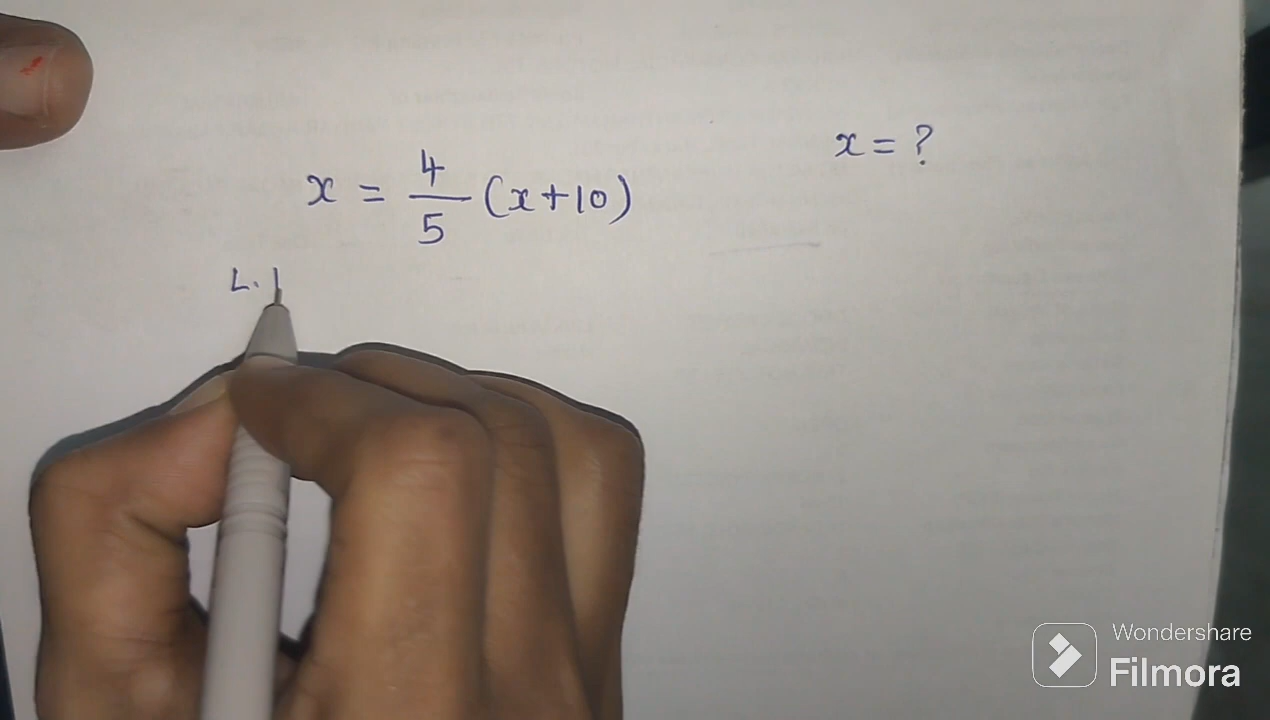 x = ?
x = 4/5 (x+10)
L.
Wondershare
Filmora